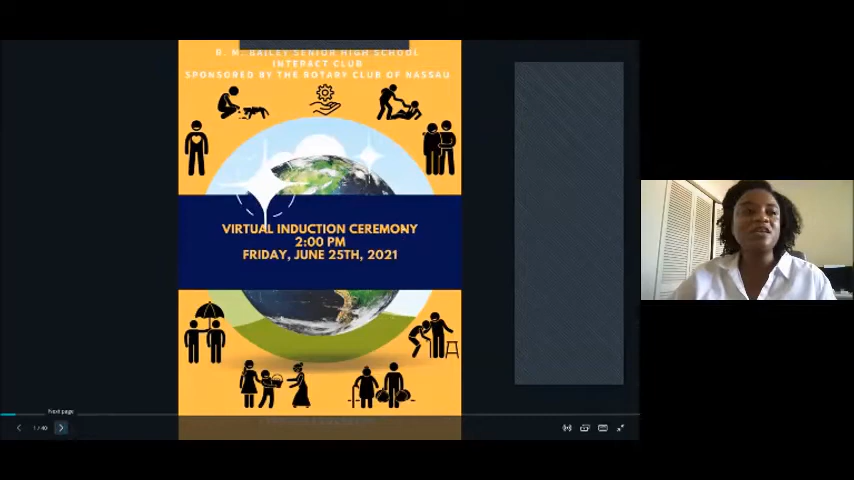 R. M. BAILEY SENIOR HIGH SCHOOL
INTERACT CLUB
SPONSORED BY THE ROTARY CLUB OF NASSAU
VIRTUAL INDUCTION CEREMONY
2:00 PM
FRIDAY, JUNE 25TH, 2021
Next page
1 / 40